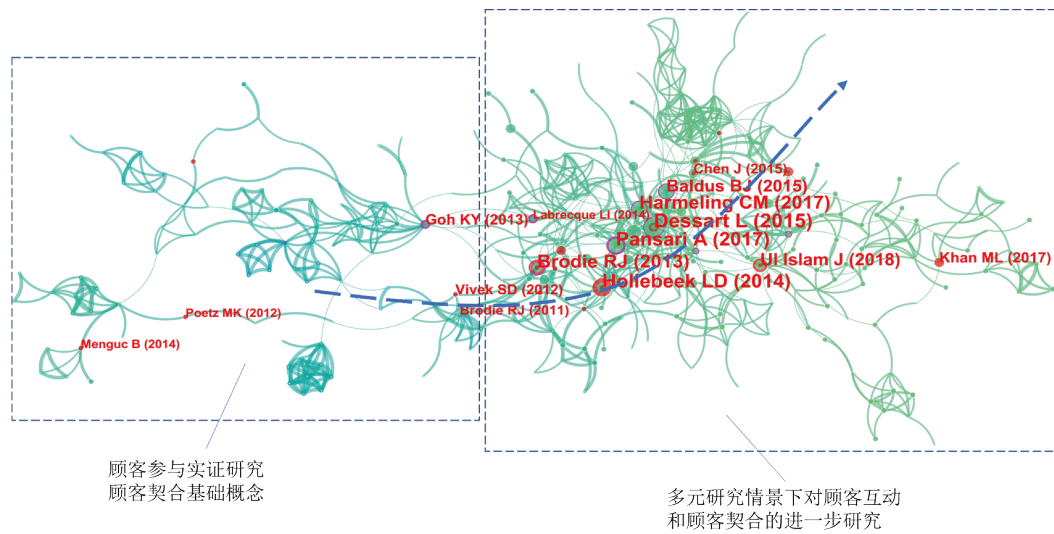 Chen J (2015)
Baldus BJ (2015)
Harmeling CM (2017)
Goh KY (2013)
Labrecque LI (2014)
Dessart L (2015)
Pansari A (2017)
Brodie RJ (2013)
Ul Islam J (2018)
Khan ML (2017)
Hollebeek LD (2014)
Vivek SD (2012)
Brodie RJ (2011)
Poetz MK (2012)
Menguc B (2014)
顾客参与实证研究
顾客契合基础概念
多元研究情景下对顾客互动
和顾客契合的进一步研究